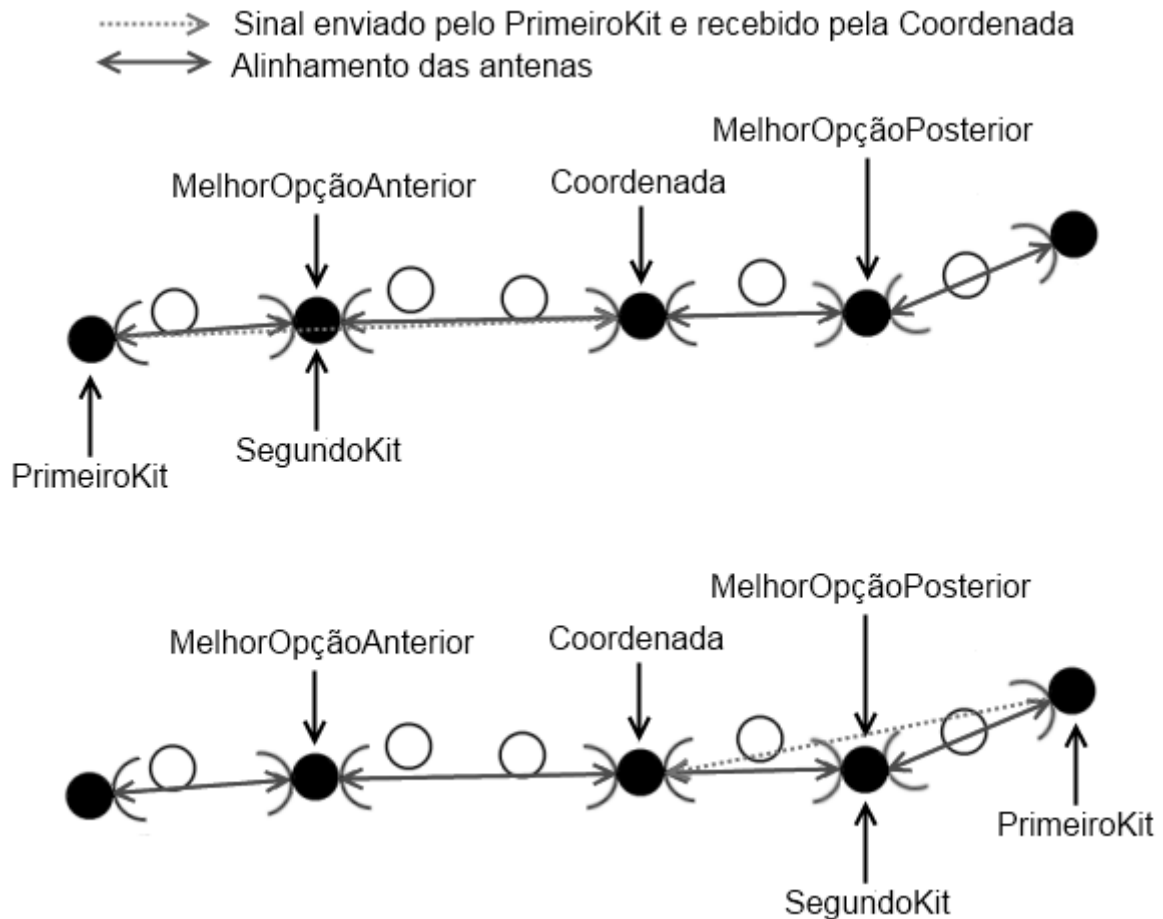 Sinal enviado pelo PrimeiroKit e recebido pela Coordenada
Alinhamento das antenas
MelhorOpçãoPosterior
MelhorOpçãoAnterior
Coordenada
SegundoKit
PrimeiroKit
MelhorOpçãoPosterior
MelhorOpçãoAnterior
Coordenada
PrimeiroKit
SegundoKit